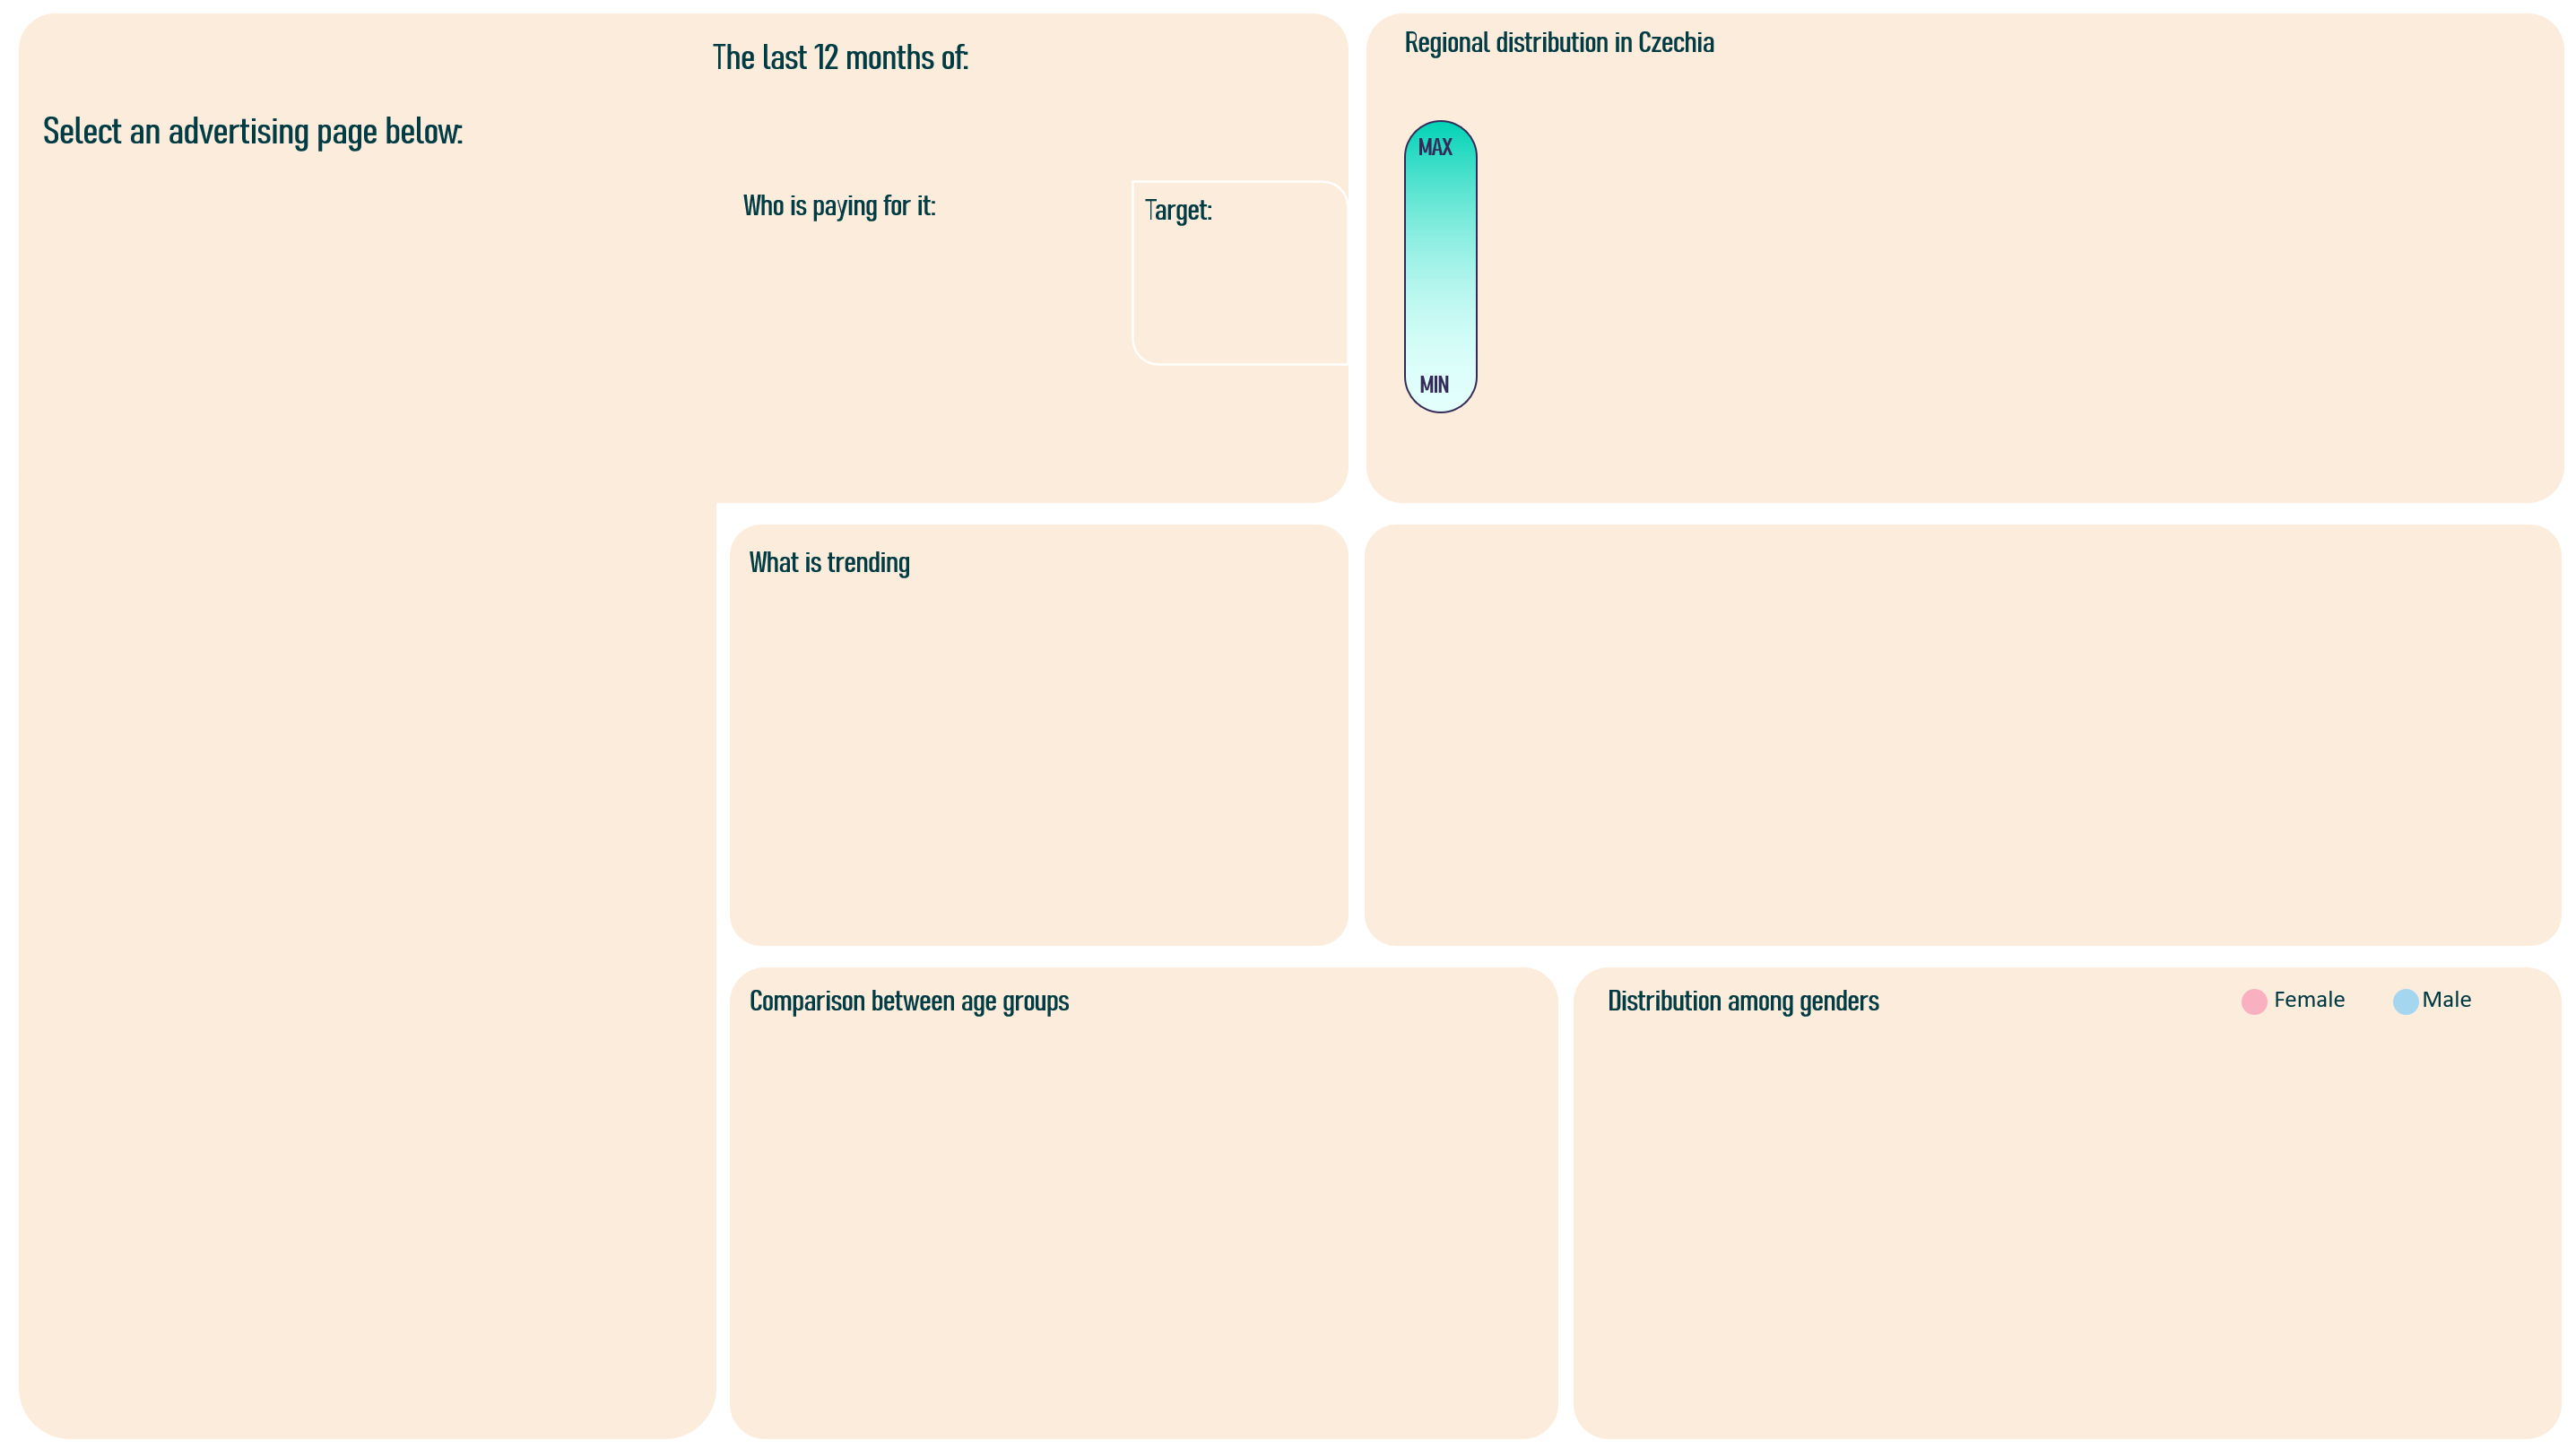 The last 12 months of:
Select an advertising page below:
Who is paying for it:
Target:
Regional distribution in Czechia
MAX
MIN
What is trending
Comparison between age groups
Distribution among genders
Female
Male